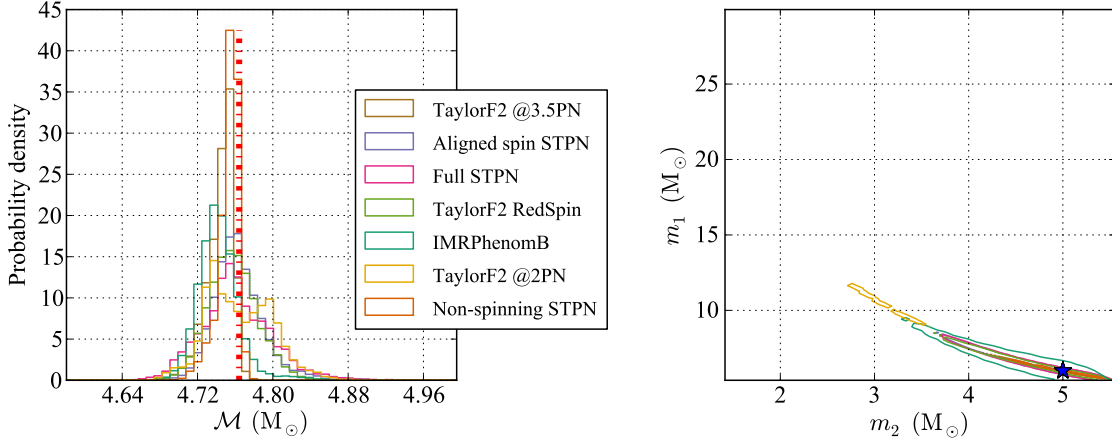 45
40
35
30
25
20
15
10
5
0
Probability density
4.64 4.72 4.80 4.88 4.96
ℳ (M⊙)
TaylorF2 @3.5PN
Aligned spin STPN
Full STPN
TaylorF2 RedSpin
IMRPhenomB
TaylorF2 @2PN
Non-spinning STPN
25
20
15
10
m₁ (M⊙)
2 3 4 5
m₂ (M⊙)